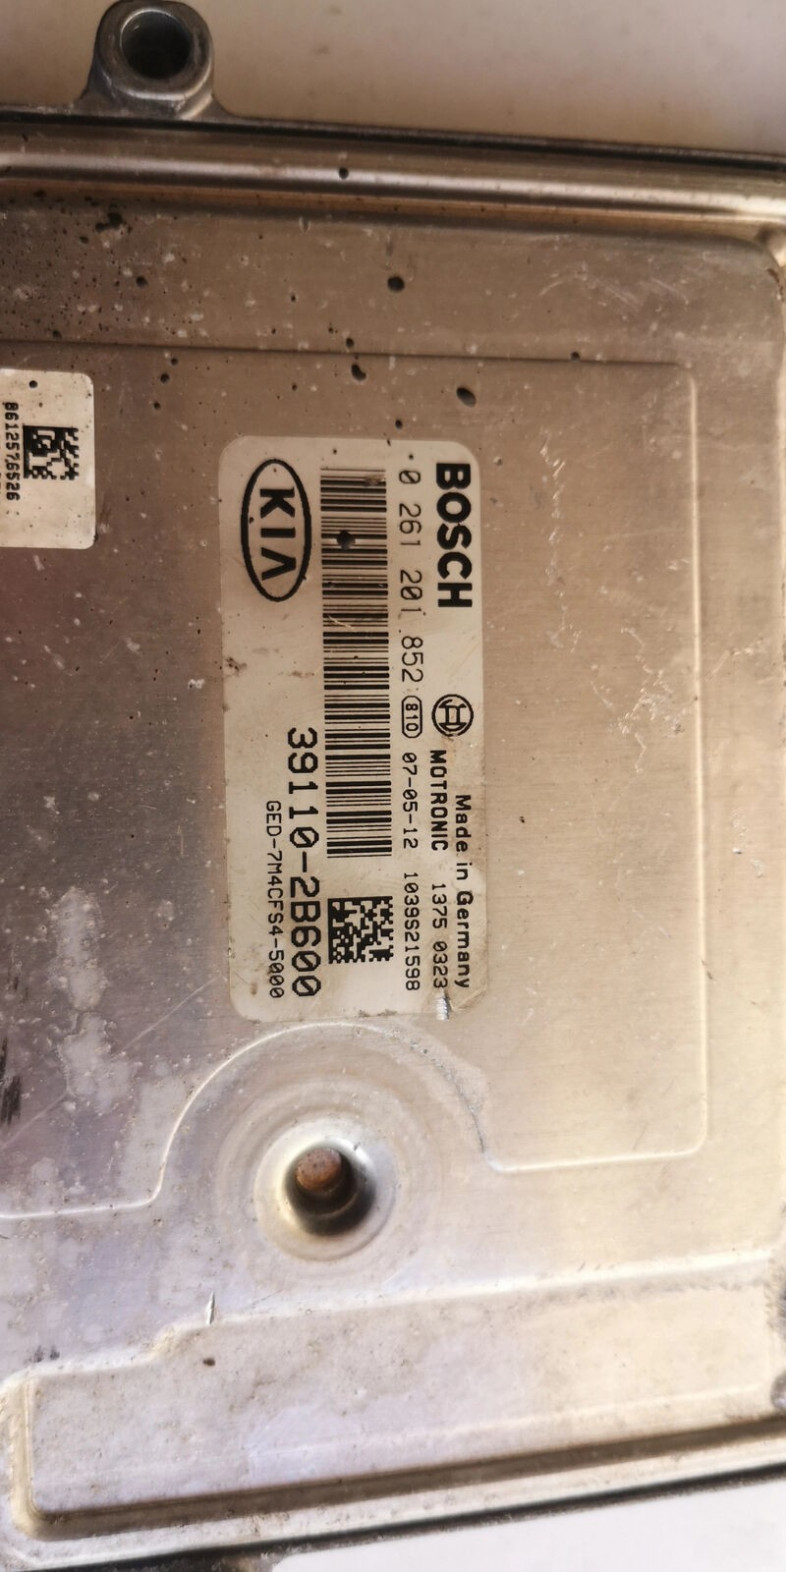 BOSCH
Made in Germany
MOTRONIC 1375 0323
0 261 201 852 810 07-05-12 1039S21598
39110-2B600
KIA
GED-7M4CFS4-5000
8612576526